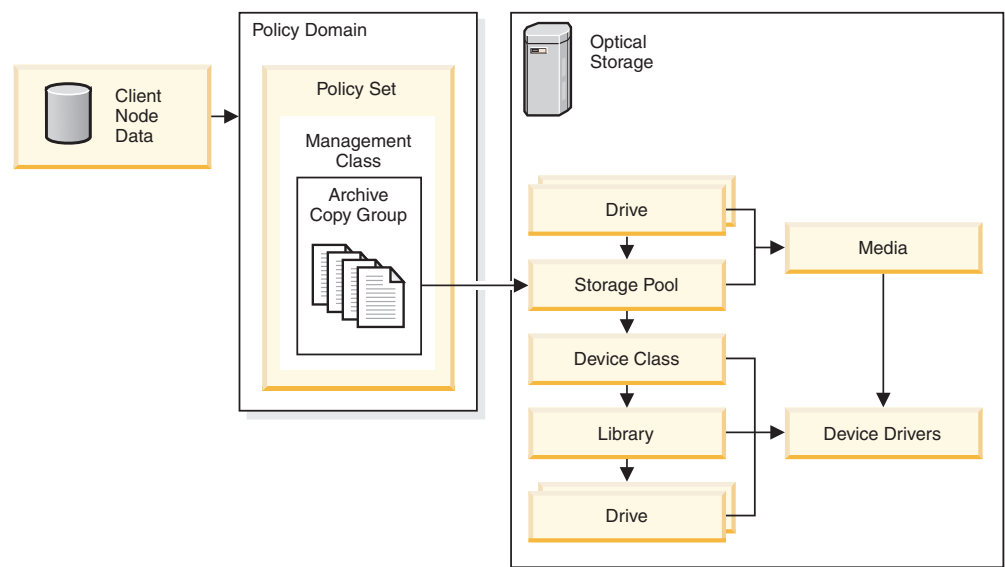 Client
Node
Data
Policy Domain
Policy Set
Management
Class
Archive
Copy Group
Optical
Storage
Drive
Storage Pool
Device Class
Library
Drive
Media
Device Drivers